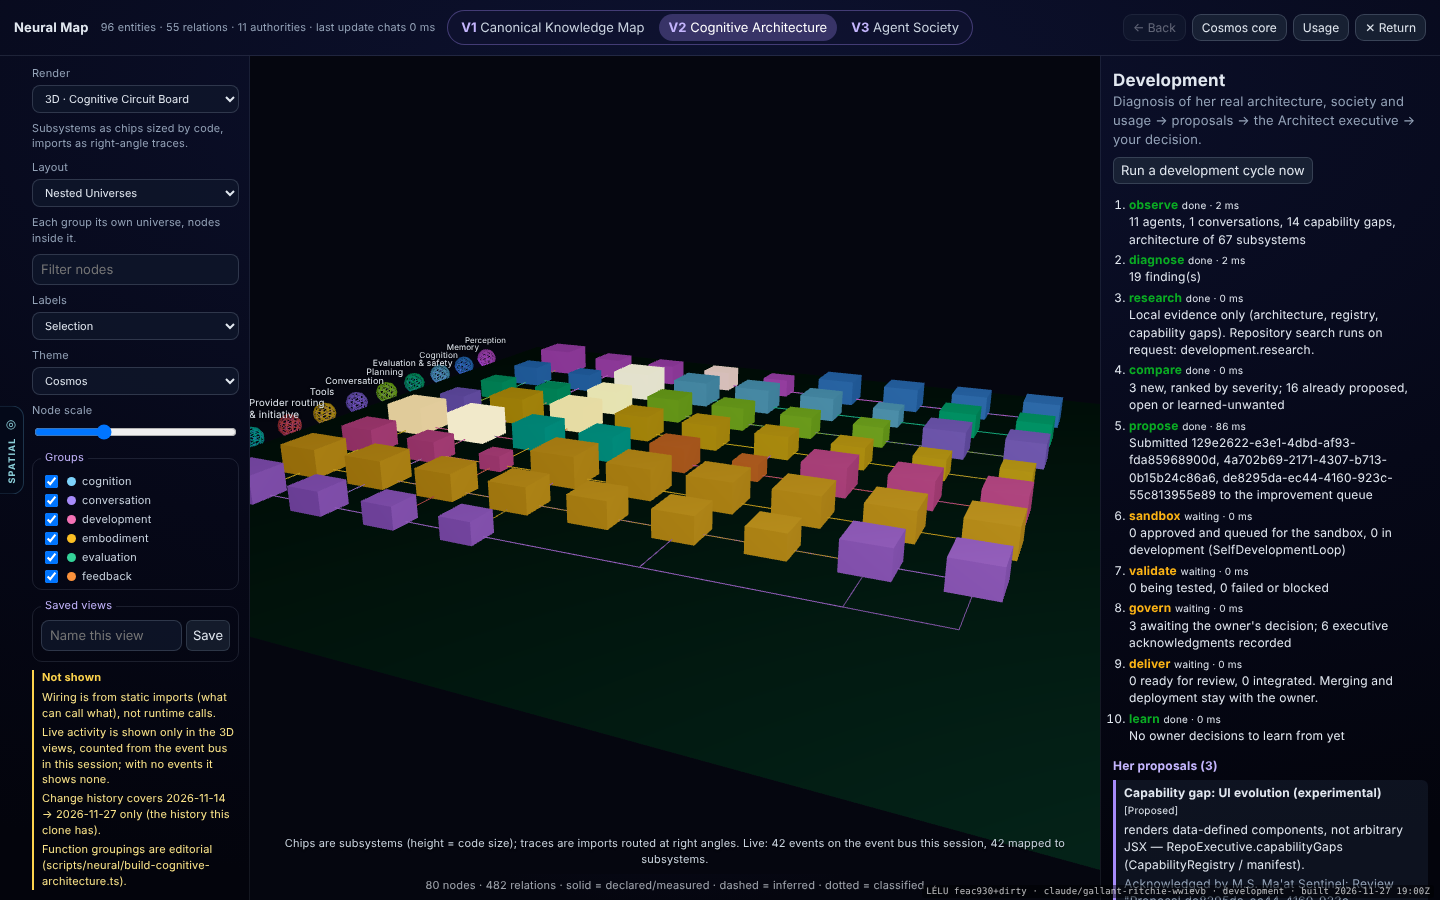 Neural Map
96 entities · 55 relations · 11 authorities · last update chats 0 ms
V1 Canonical Knowledge Map
V2 Cognitive Architecture
V3 Agent Society
← Back
Cosmos core
Usage
✕ Return
Render
3D · Cognitive Circuit Board
Subsystems as chips sized by code,
imports as right-angle traces.
Layout
Nested Universes
Each group its own universe, nodes
inside it.
Filter nodes
Labels
Selection
Theme
Cosmos
Node scale
SPATIAL ◎
Groups
cognition
conversation
development
embodiment
evaluation
feedback
Saved views
Name this view
Save
Not shown
Wiring is from static imports (what
can call what), not runtime calls.
Live activity is shown only in the 3D
views, counted from the event bus
in this session; with no events it
shows none.
Change history covers 2026-11-14
→ 2026-11-27 only (the history this
clone has).
Function groupings are editorial
(scripts/neural/build-cognitive-
architecture.ts).
Perception
Memory
Cognition
Evaluation & safety
Planning
Conversation
Tools
Provider routing
& initiative
Chips are subsystems (height = code size); traces are imports routed at right angles. Live: 42 events on the event bus this session, 42 mapped to
subsystems.
80 nodes · 482 relations · solid = declared/measured · dashed = inferred · dotted = classified
Development
Diagnosis of her real architecture, society and
usage → proposals → the Architect executive →
your decision.
Run a development cycle now
1. observe done · 2 ms
11 agents, 1 conversations, 14 capability gaps,
architecture of 67 subsystems
2. diagnose done · 2 ms
19 finding(s)
3. research done · 0 ms
Local evidence only (architecture, registry,
capability gaps). Repository search runs on
request: development.research.
4. compare done · 0 ms
3 new, ranked by severity; 16 already proposed,
open or learned-unwanted
5. propose done · 86 ms
Submitted 129e2622-e3e1-4dbd-af93-
fda85968900d, 4a702b69-2171-4307-b713-
0b15b24c86a6, de8295da-ec44-4160-923c-
55c813955e89 to the improvement queue
6. sandbox waiting · 0 ms
0 approved and queued for the sandbox, 0 in
development (SelfDevelopmentLoop)
7. validate waiting · 0 ms
0 being tested, 0 failed or blocked
8. govern waiting · 0 ms
3 awaiting the owner's decision; 6 executive
acknowledgments recorded
9. deliver waiting · 0 ms
0 ready for review, 0 integrated. Merging and
deployment stay with the owner.
10. learn done · 0 ms
No owner decisions to learn from yet
Her proposals (3)
Capability gap: UI evolution (experimental)
[Proposed]
renders data-defined components, not arbitrary
JSX — RepoExecutive.capabilityGaps
(CapabilityRegistry / manifest).
Acknowledged by M.S. Ma'at Sentinel: Review
LÉLU feac930+dirty · claude/gallant-ritchie-wwievb · development · built 2026-11-27 19:00Z